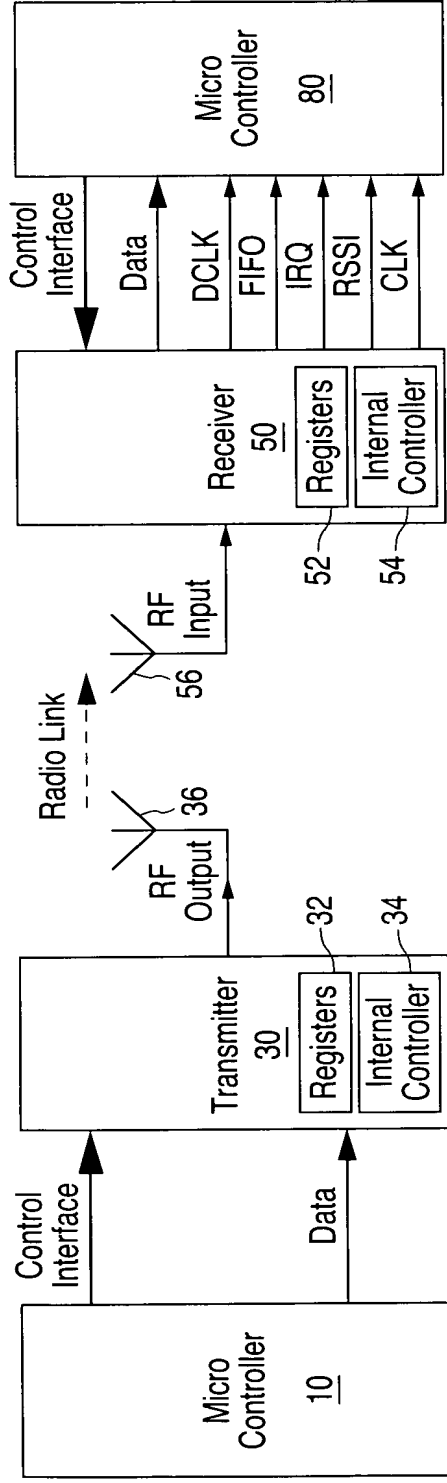 Micro
Controller
10
Control
Interface
Data
Transmitter
30
Registers
32
Internal
Controller
34
RF
Output
36
Radio Link
56
RF
Input
Receiver
50
Registers
52
Internal
Controller
54
Control
Interface
Data
DCLK
FIFO
IRQ
RSSI
CLK
Micro
Controller
80